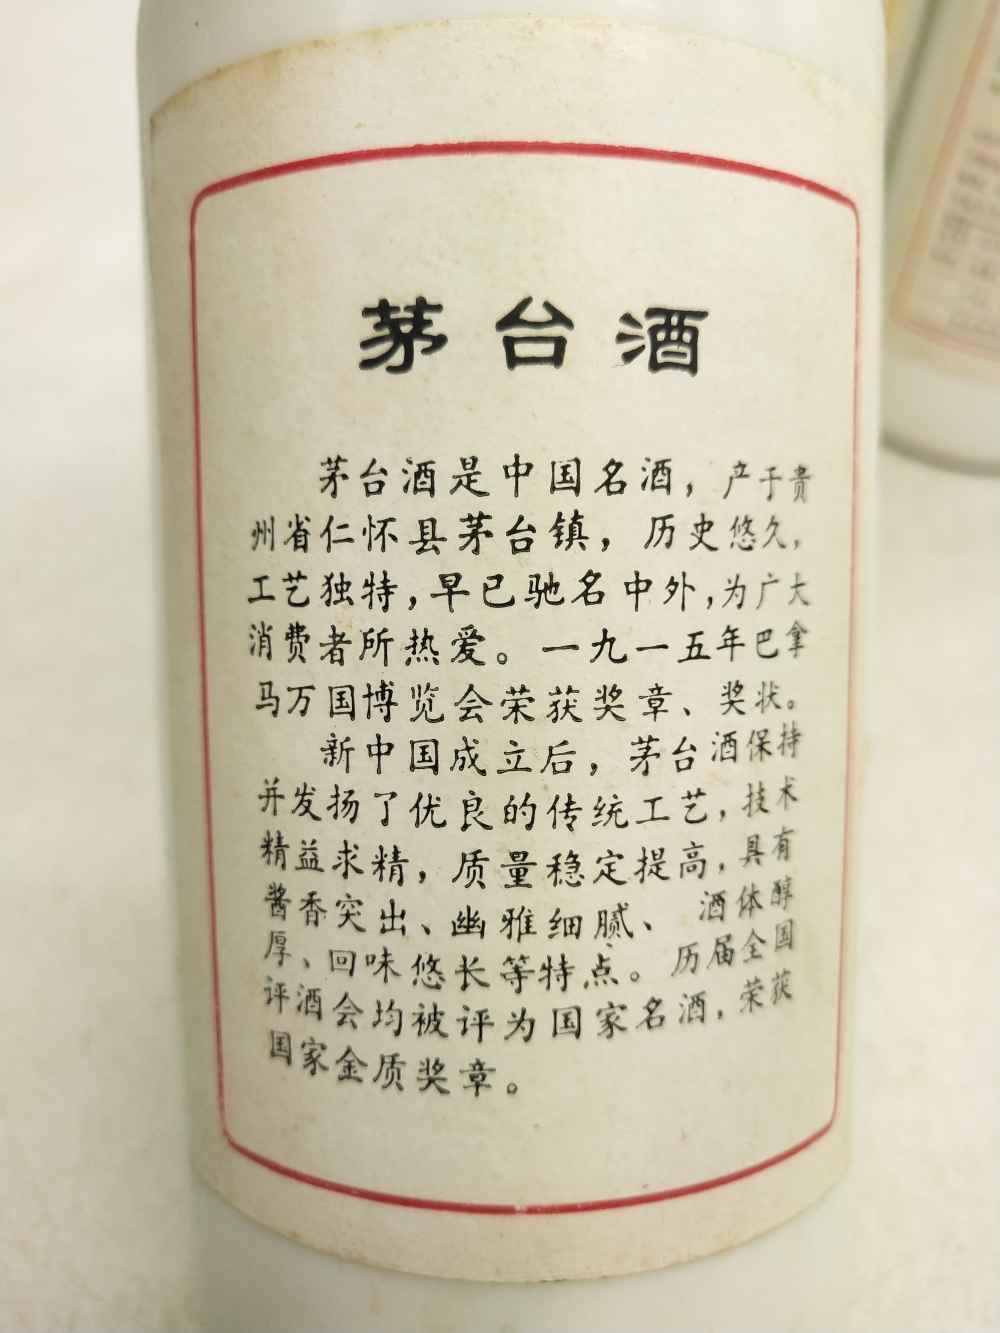 茅台酒
茅台酒是中国名酒，产于贵
州省仁怀县茅台镇，历史悠久，
工艺独特，早已驰名中外，为广大
消费者所热爱。一九一五年巴拿
马万国博览会荣获奖章、奖状。
新中国成立后，茅台酒保持
并发扬了优良的传统工艺，技术
精益求精，质量稳定提高，具有
酱香突出、幽雅细腻、酒体醇
厚、回味悠长等特点。历届全国
评酒会均被评为国家名酒，荣获
国家金质奖章。